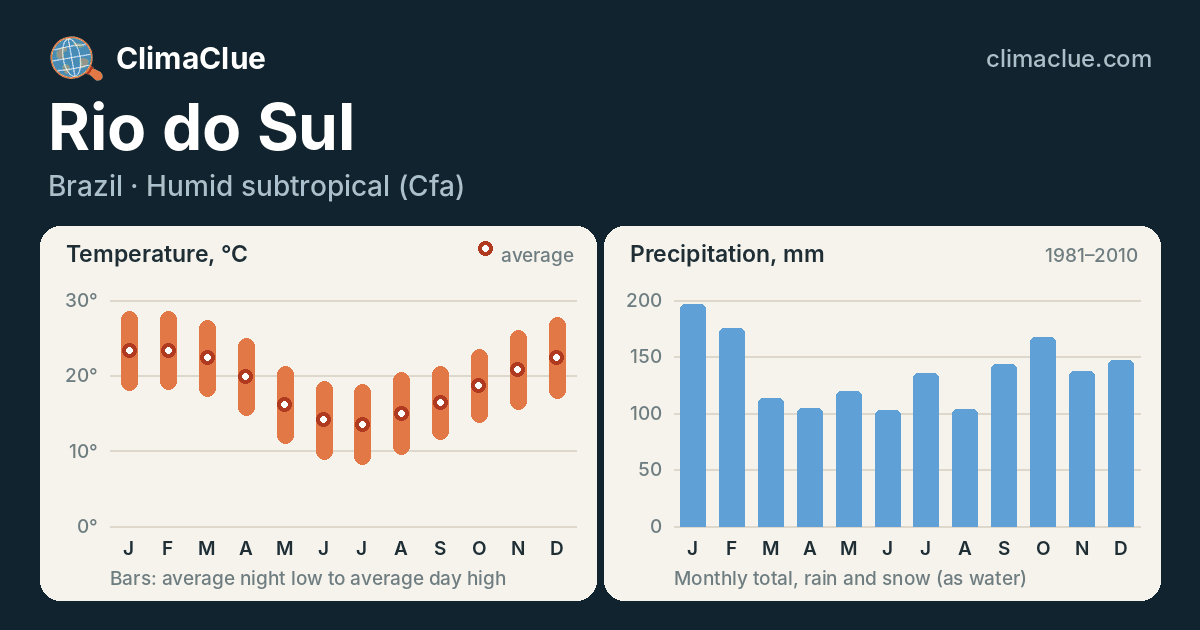 ClimaClue
climaclue.com
Rio do Sul
Brazil · Humid subtropical (Cfa)
Temperature, °C
average
30°
20°
10°
0°
J F M A M J J A S O N D
Bars: average night low to average day high
Precipitation, mm
1981–2010
200
150
100
50
0
J F M A M J J A S O N D
Monthly total, rain and snow (as water)